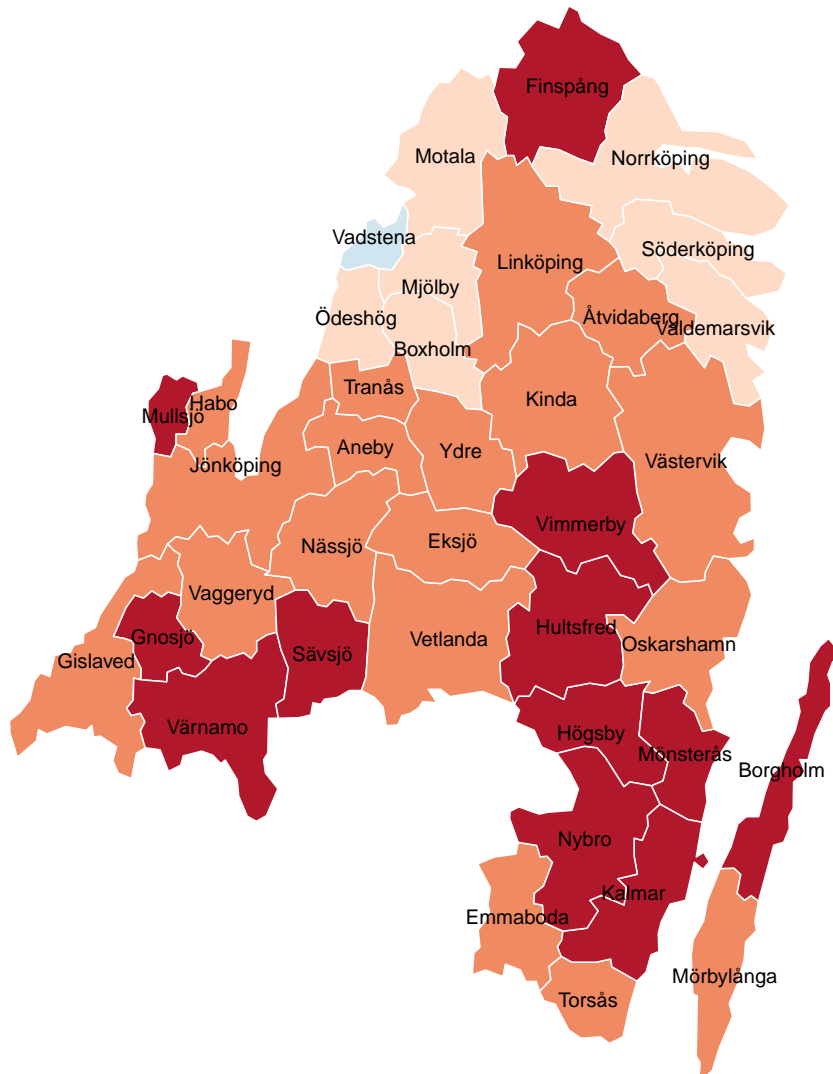 Finspång
Motala
Norrköping
Vadstena
Söderköping
Linköping
Mjölby
Ödeshög
Åtvidaberg
Valdemarsvik
Boxholm
Tranås
Kinda
Habo
Mullsjö
Aneby
Ydre
Jönköping
Västervik
Vimmerby
Nässjö
Eksjö
Vaggeryd
Hultsfred
Gnosjö
Vetlanda
Oskarshamn
Sävsjö
Gislaved
Värnamo
Högsby
Mönsterås
Borgholm
Nybro
Kalmar
Emmaboda
Mörbylånga
Torsås